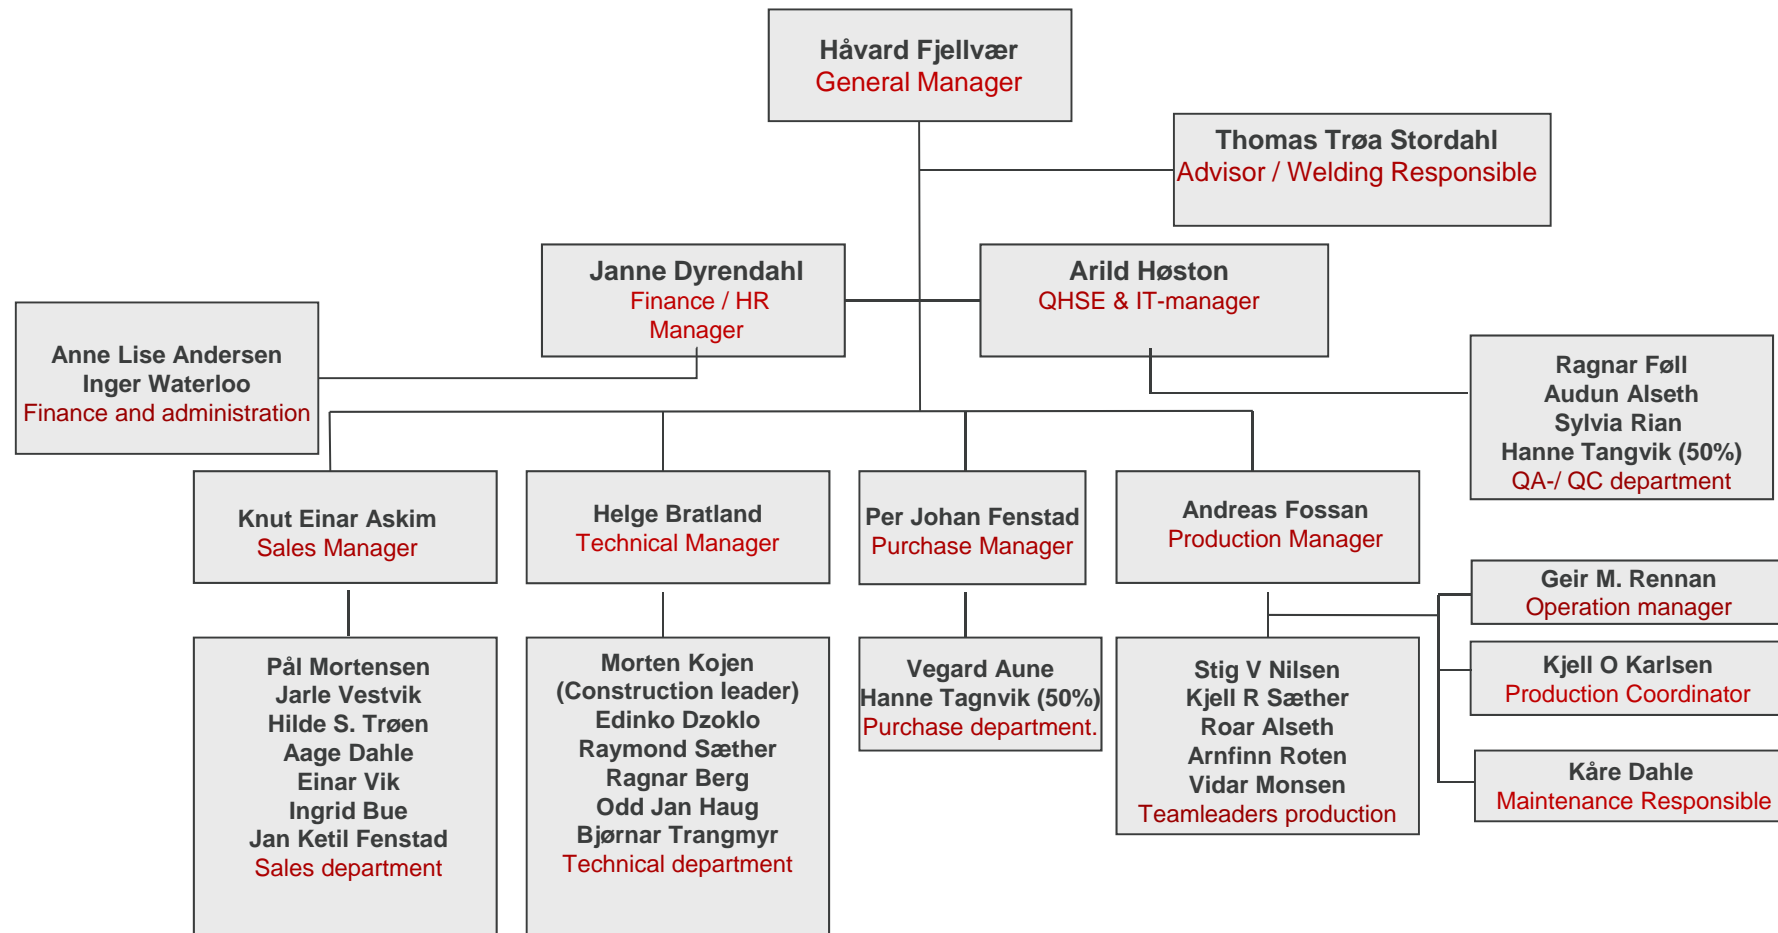 Håvard Fjellvær
General Manager
Thomas Trøa Stordahl
Advisor / Welding Responsible
Janne Dyrendahl
Finance / HR
Manager
Arild Høston
QHSE & IT-manager
Anne Lise Andersen
Inger Waterloo
Finance and administration
Ragnar Føll
Audun Alseth
Sylvia Rian
Hanne Tangvik (50%)
QA-/ QC department
Knut Einar Askim
Sales Manager
Helge Bratland
Technical Manager
Per Johan Fenstad
Purchase Manager
Andreas Fossan
Production Manager
Geir M. Rennan
Operation manager
Kjell O Karlsen
Production Coordinator
Kåre Dahle
Maintenance Responsible
Pål Mortensen
Jarle Vestvik
Hilde S. Trøen
Aage Dahle
Einar Vik
Ingrid Bue
Jan Ketil Fenstad
Sales department
Morten Kojen
(Construction leader)
Edinko Dzoklo
Raymond Sæther
Ragnar Berg
Odd Jan Haug
Bjørnar Trangmyr
Technical department
Vegard Aune
Hanne Tagnvik (50%)
Purchase department.
Stig V Nilsen
Kjell R Sæther
Roar Alseth
Arnfinn Roten
Vidar Monsen
Teamleaders production